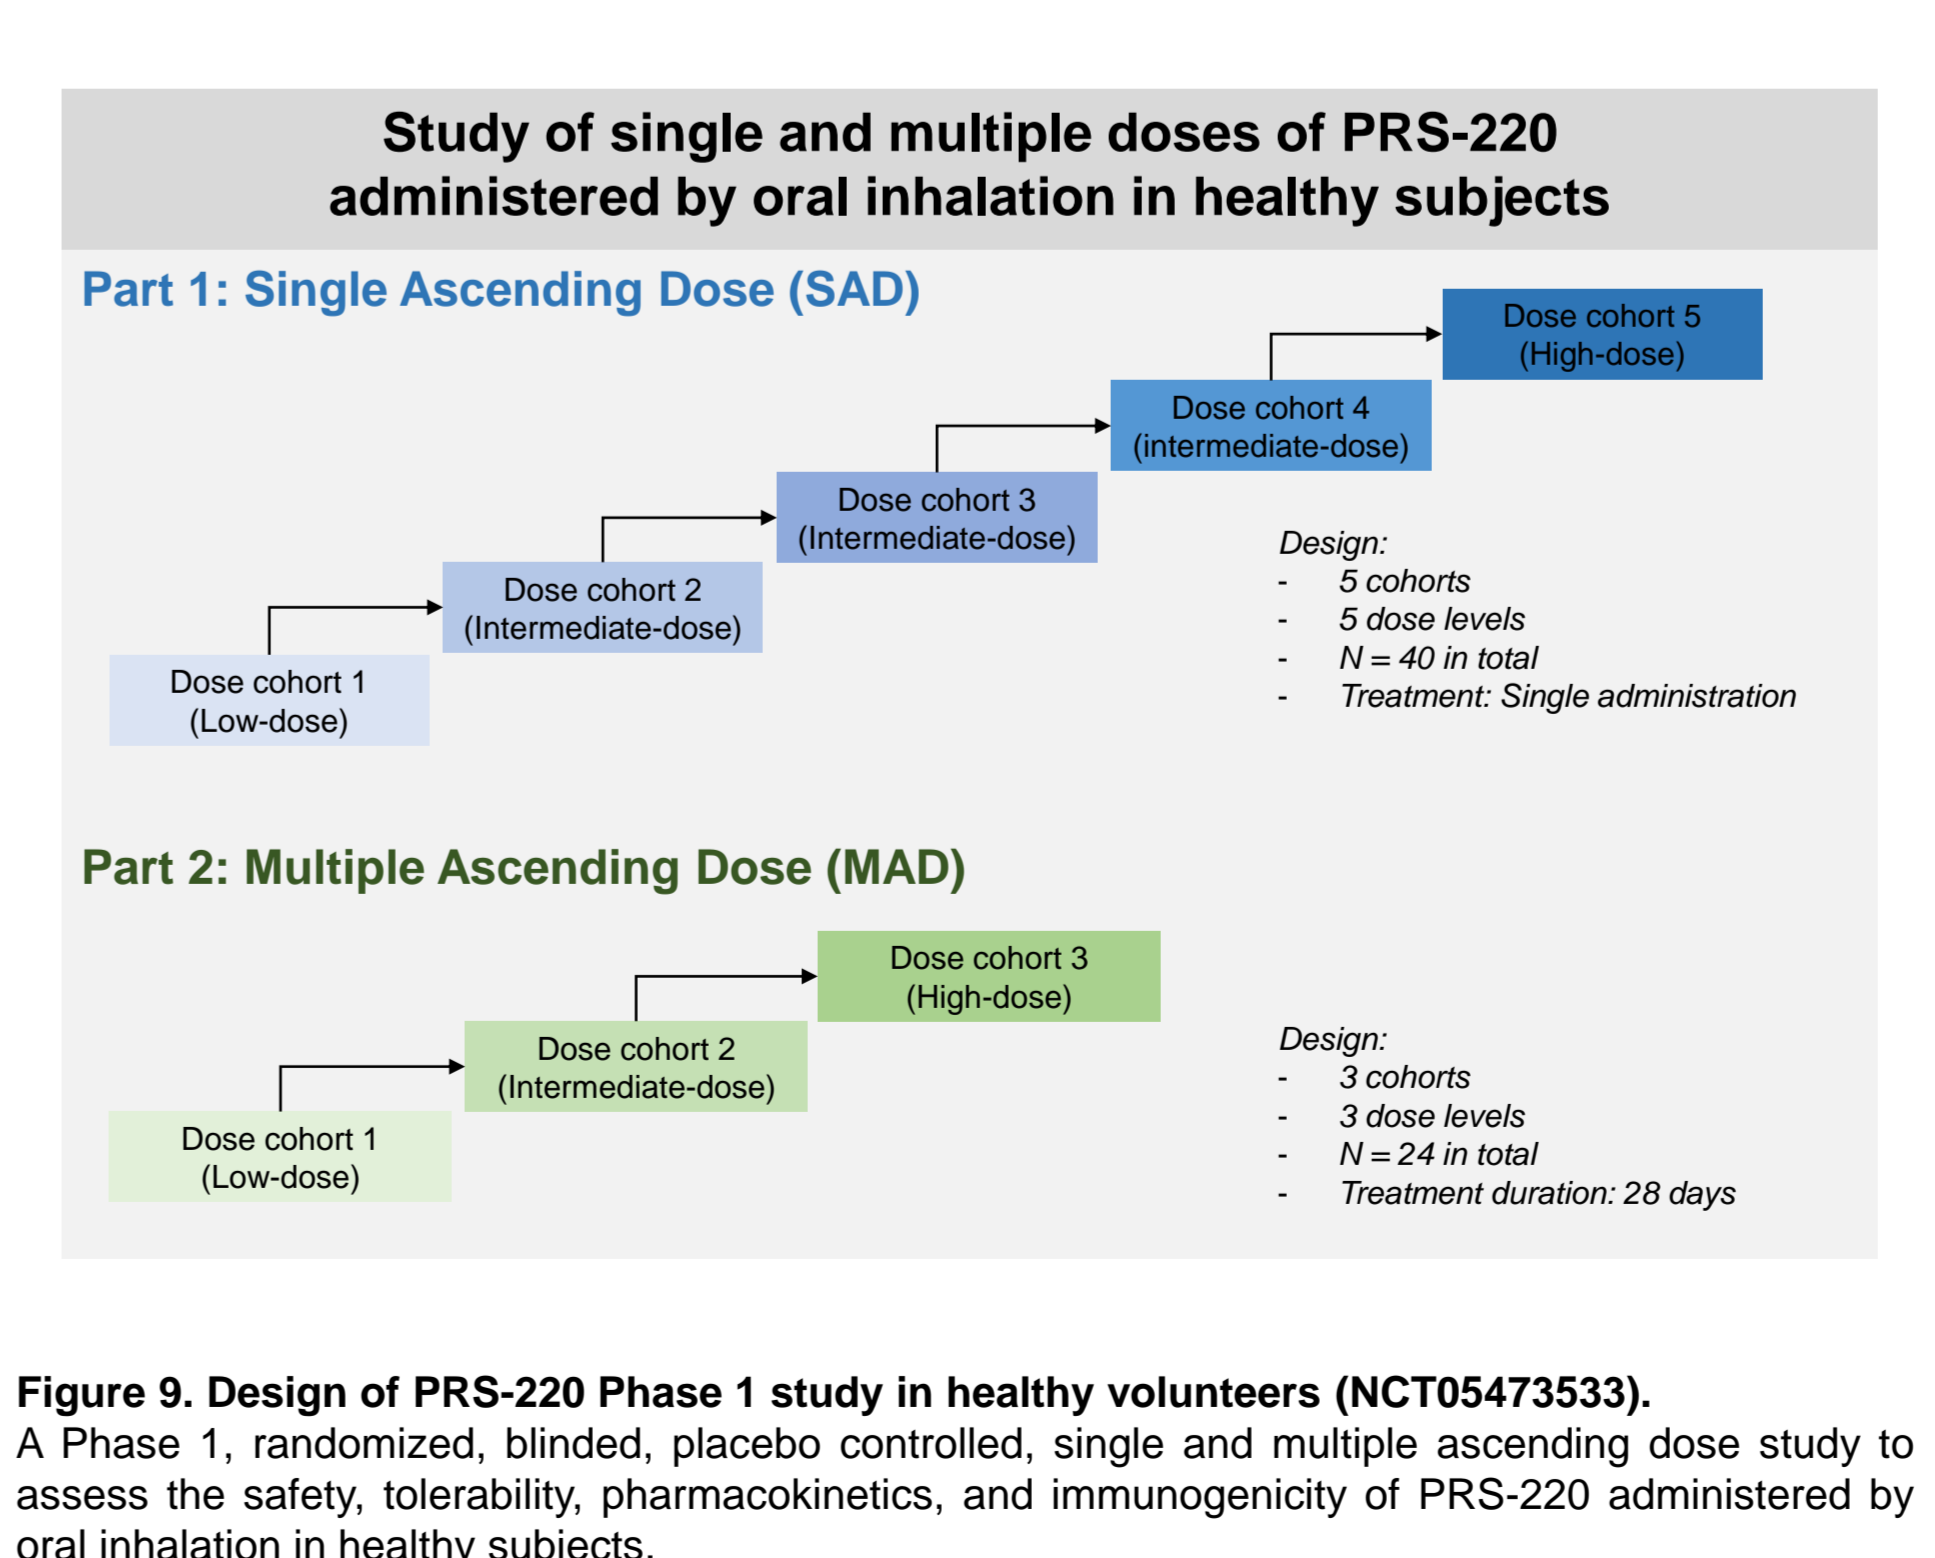 Study of single and multiple doses of PRS-220
administered by oral inhalation in healthy subjects
Part 1: Single Ascending Dose (SAD)
Dose cohort 5
(High-dose)
Dose cohort 4
(intermediate-dose)
Dose cohort 3
(Intermediate-dose)
Dose cohort 2
(Intermediate-dose)
Dose cohort 1
(Low-dose)
Design:
- 5 cohorts
- 5 dose levels
- N = 40 in total
- Treatment: Single administration
Part 2: Multiple Ascending Dose (MAD)
Dose cohort 3
(High-dose)
Dose cohort 2
(Intermediate-dose)
Dose cohort 1
(Low-dose)
Design:
- 3 cohorts
- 3 dose levels
- N = 24 in total
- Treatment duration: 28 days
Figure 9. Design of PRS-220 Phase 1 study in healthy volunteers (NCT05473533).
A Phase 1, randomized, blinded, placebo controlled, single and multiple ascending dose study to
assess the safety, tolerability, pharmacokinetics, and immunogenicity of PRS-220 administered by
oral inhalation in healthy subjects.